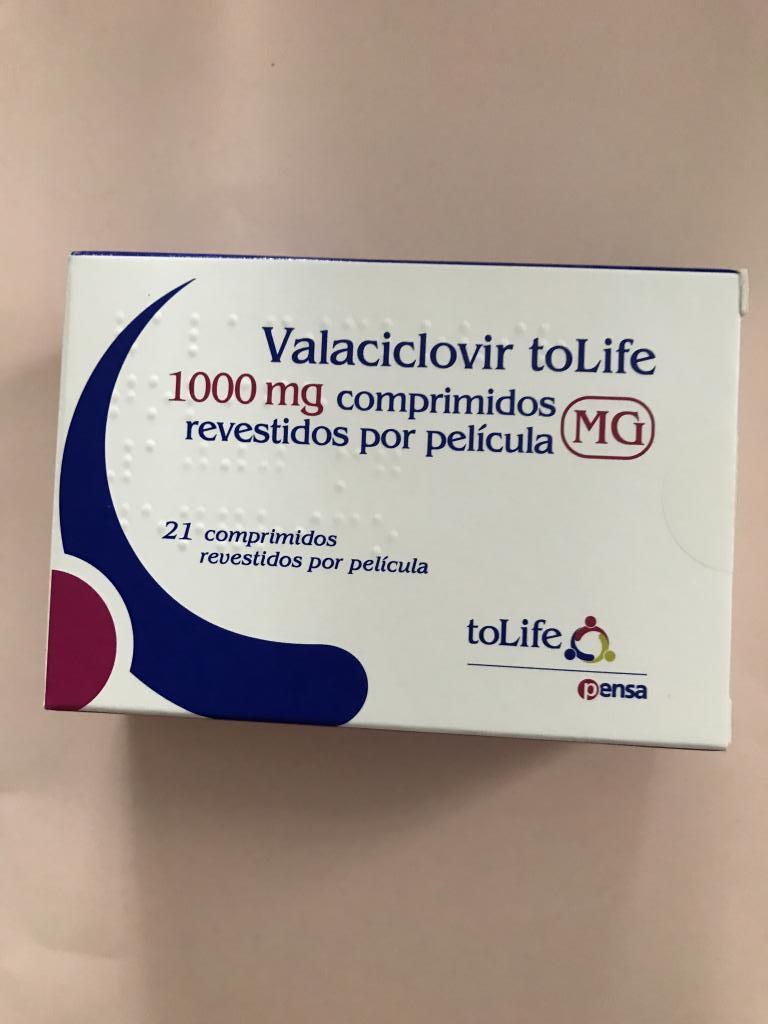 Valaciclovir toLife
1000 mg comprimidos
revestidos por película MG
21 comprimidos
revestidos por película
toLife
pensa